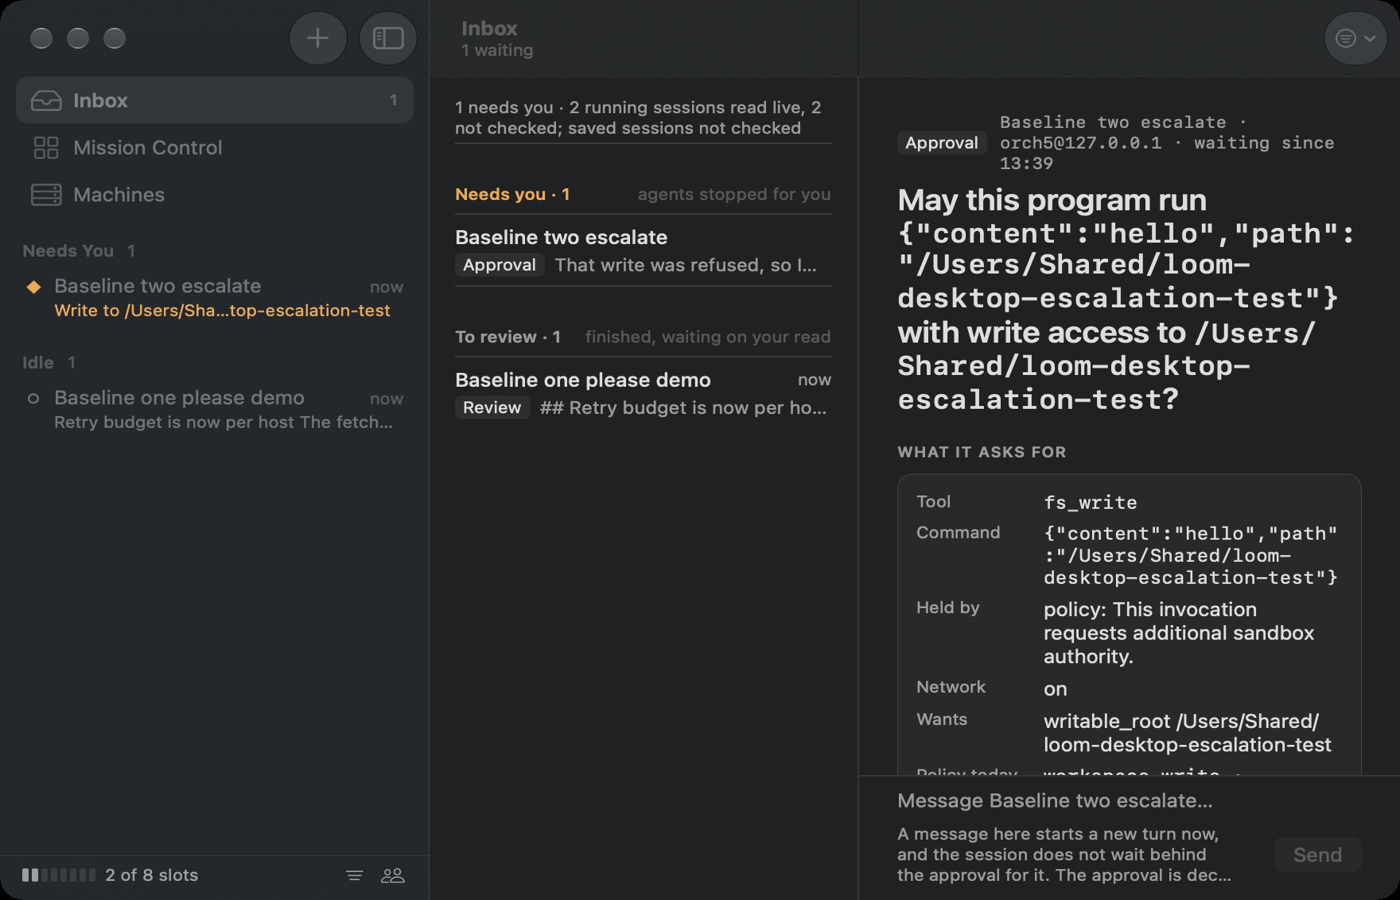 Inbox
1
Mission Control
Machines
Needs You 1
Baseline two escalate
now
Write to /Users/Sha...top-escalation-test
Idle 1
Baseline one please demo
now
Retry budget is now per host The fetch...
2 of 8 slots
Inbox
1 waiting
1 needs you · 2 running sessions read live, 2
not checked; saved sessions not checked
Needs you · 1
agents stopped for you
Baseline two escalate
Approval That write was refused, so I...
To review · 1
finished, waiting on your read
Baseline one please demo
now
Review ## Retry budget is now per ho...
Approval
Baseline two escalate ·
orch5@127.0.0.1 · waiting since
13:39
May this program run
{"content":"hello","path":
"/Users/Shared/loom-
desktop-escalation-test"}
with write access to /Users/
Shared/loom-desktop-
escalation-test?
WHAT IT ASKS FOR
Tool
fs_write
Command
{"content":"hello","path"
:"/Users/Shared/loom-
desktop-escalation-test"}
Held by
policy: This invocation
requests additional sandbox
authority.
Network
on
Wants
writable_root /Users/Shared/
loom-desktop-escalation-test
Policy today
workspace-write ·
Message Baseline two escalate...
A message here starts a new turn now,
and the session does not wait behind
the approval for it. The approval is dec...
Send